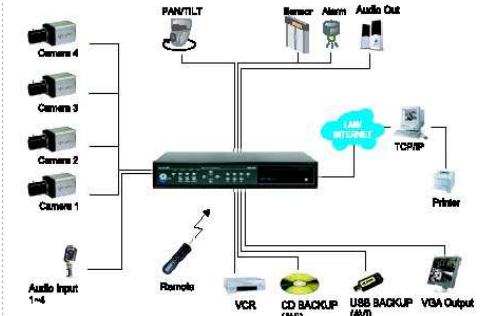 PAN/TILT
Sensor
Alarm
Audio Out
Camera 4
Camera 3
Camera 2
Camera 1
LAN/
INTERNET
TCP/IP
Printer
Audio Input
1~4
Remote
VCR
CD BACKUP
USB BACKUP
(AVI)
VGA Output